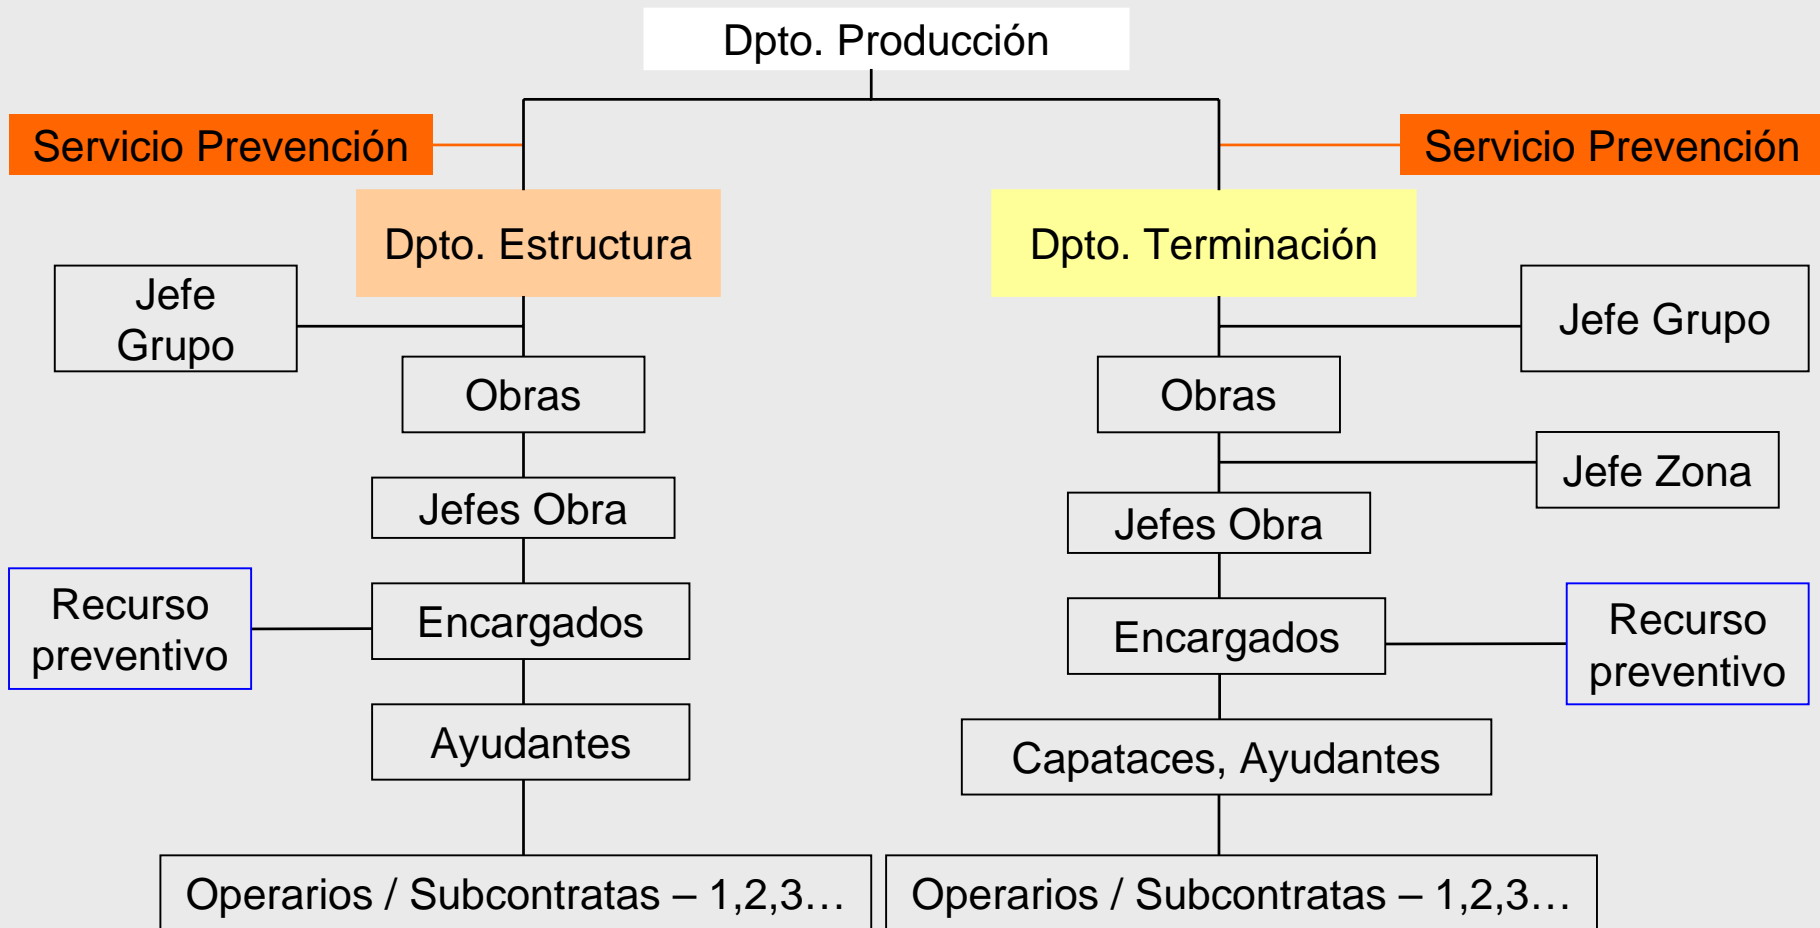 Dpto. Producción
Servicio Prevención
Servicio Prevención
Dpto. Estructura
Dpto. Terminación
Jefe
Grupo
Jefe Grupo
Obras
Obras
Jefe Zona
Jefes Obra
Jefes Obra
Recurso
preventivo
Encargados
Encargados
Recurso
preventivo
Ayudantes
Capataces, Ayudantes
Operarios / Subcontratas – 1,2,3…
Operarios / Subcontratas – 1,2,3…